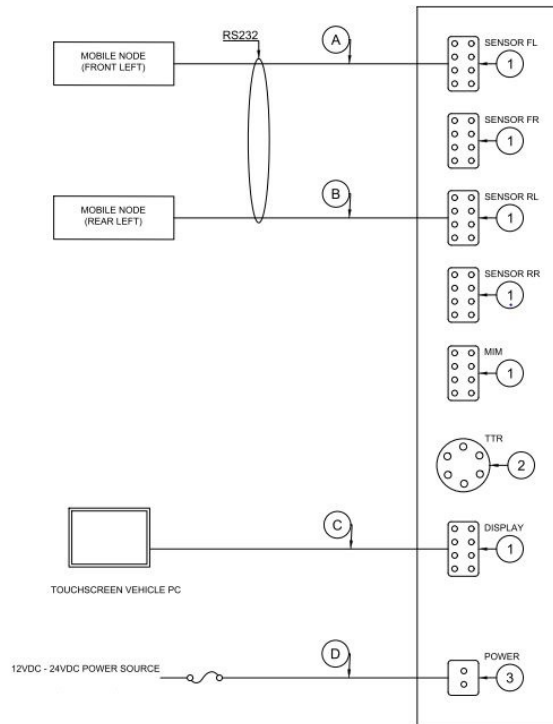 RS232
A
SENSOR FL
MOBILE NODE
(FRONT LEFT)
1
SENSOR FR
1
B
SENSOR RL
MOBILE NODE
(REAR LEFT)
1
SENSOR RR
1
MIM
1
TTR
2
C
DISPLAY
1
TOUCHSCREEN VEHICLE PC
D
POWER
12VDC - 24VDC POWER SOURCE
3